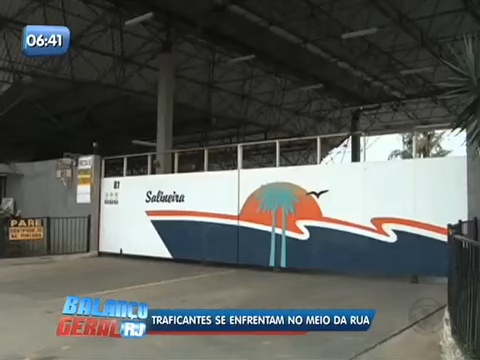 06:41
Salineira
PARE
BALANÇO
GERAL RJ
TRAFICANTES SE ENFRENTAM NO MEIO DA RUA